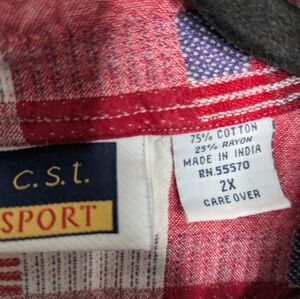 c.s.t.
SPORT
75% COTTON
25% RAYON
MADE IN INDIA
RN.55570
2X
CARE OVER